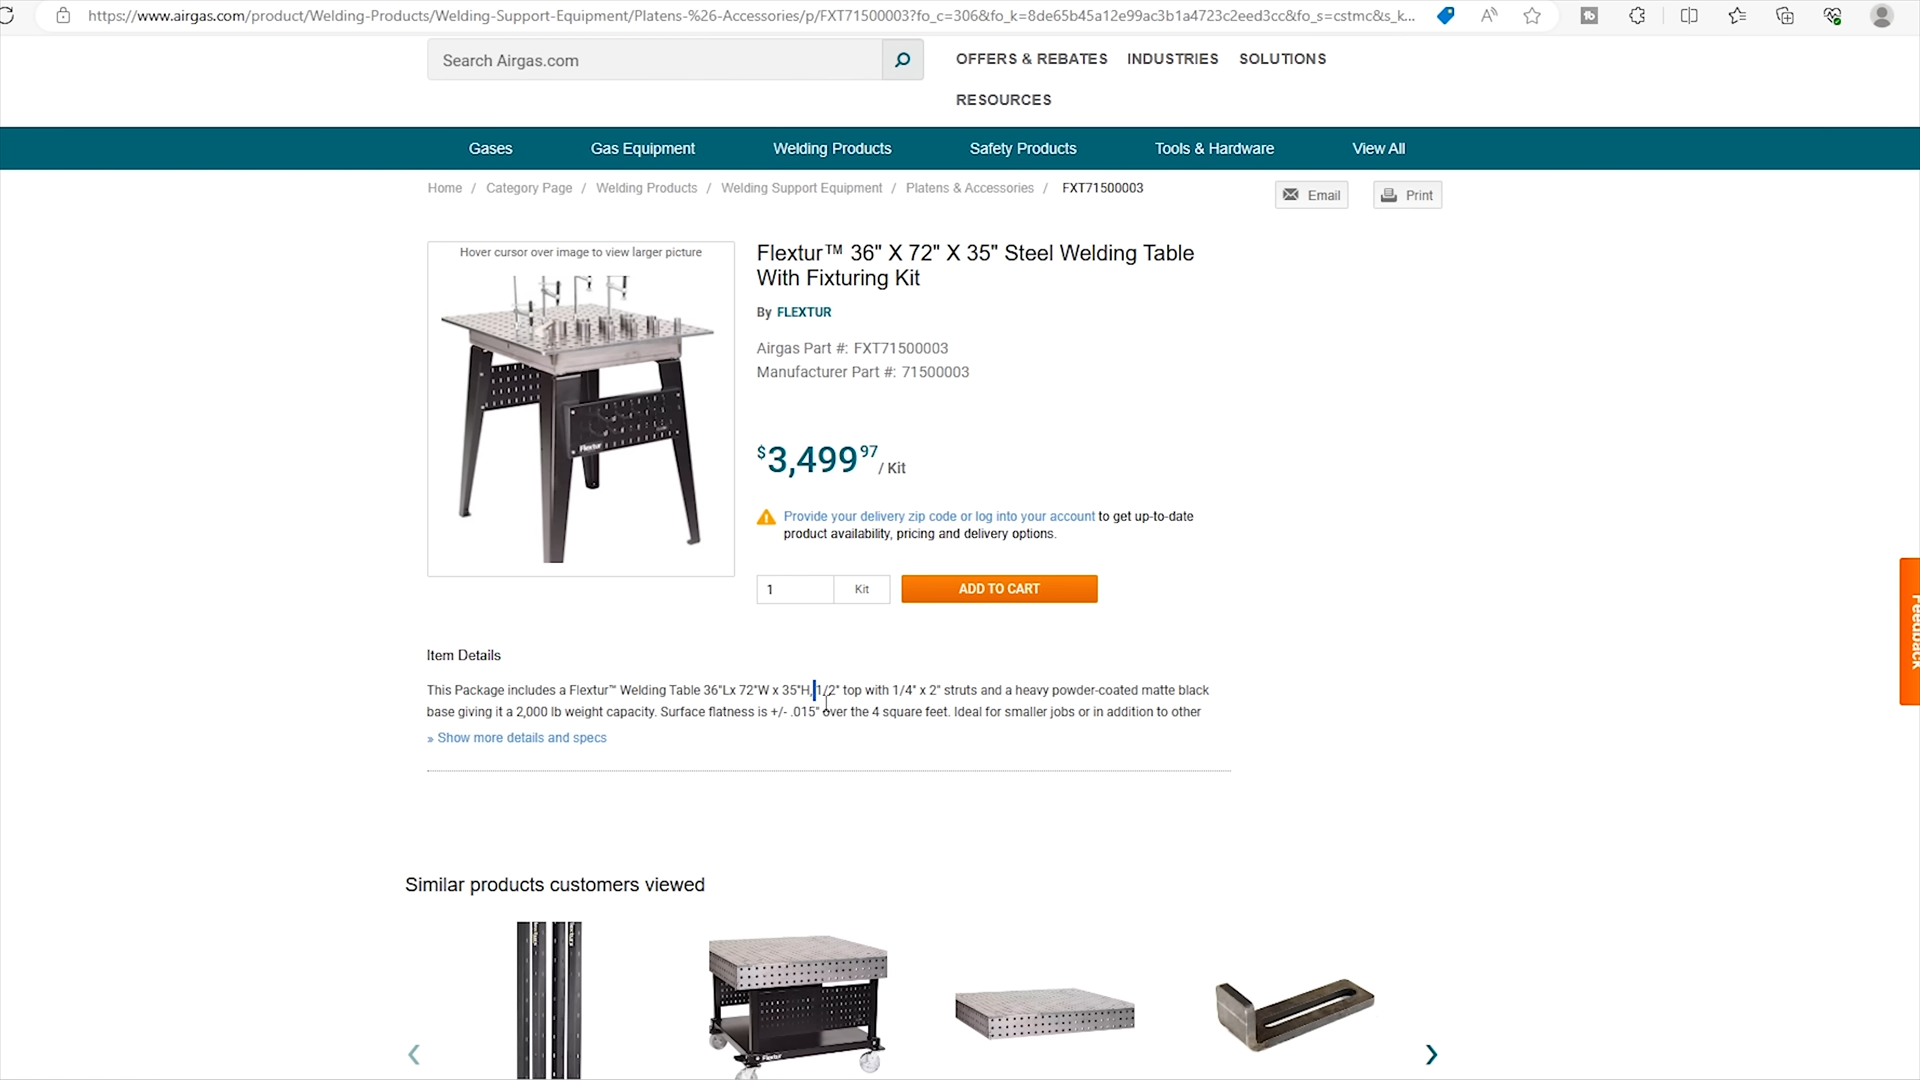 https://www.airgas.com/product/Welding-Products/Welding-Support-Equipment/Platens-%26-Accessories/p/FXT71500003?fo_c=306&fo_k=8de65b45a12e99ac3b1a4723c2eed3cc&fo_s=cstmc&s_k...
Search Airgas.com
OFFERS & REBATES INDUSTRIES SOLUTIONS
RESOURCES
Gases Gas Equipment Welding Products Safety Products Tools & Hardware View All
Home / Category Page / Welding Products / Welding Support Equipment / Platens & Accessories / FXT71500003
Email Print
Hover cursor over image to view larger picture
Flextur
Flextur™ 36" X 72" X 35" Steel Welding Table
With Fixturing Kit
By FLEXTUR
Airgas Part #: FXT71500003
Manufacturer Part #: 71500003
$3,499 97 / Kit
Provide your delivery zip code or log into your account to get up-to-date
product availability, pricing and delivery options.
1 Kit ADD TO CART
Feedback
Item Details
This Package includes a Flextur™ Welding Table 36"Lx 72"W x 35"H, 1/2" top with 1/4" x 2" struts and a heavy powder-coated matte black
base giving it a 2,000 lb weight capacity. Surface flatness is +/- .015" over the 4 square feet. Ideal for smaller jobs or in addition to other
» Show more details and specs
Similar products customers viewed
Flextur